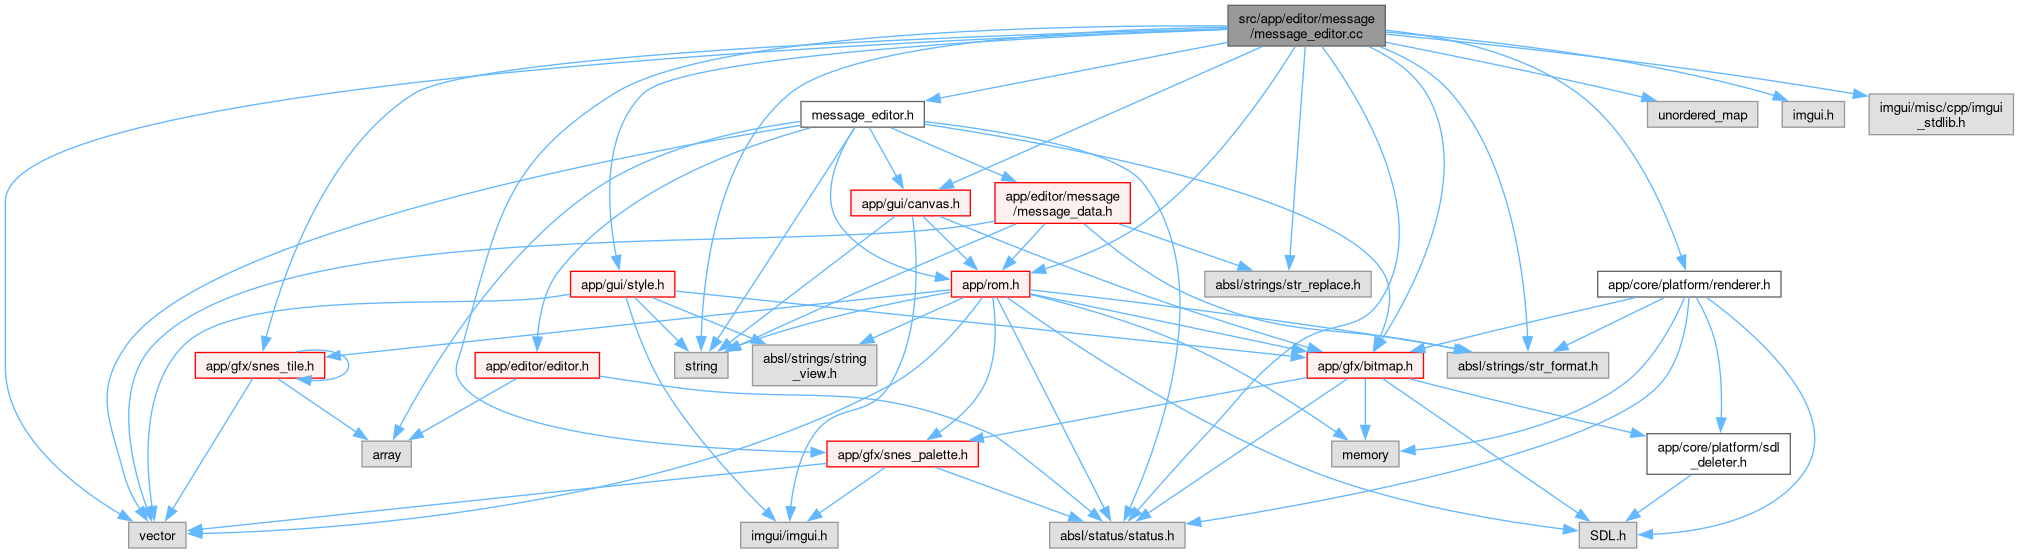 src/app/editor/message
/message_editor.cc
message_editor.h
unordered_map
imgui.h
imgui/misc/cpp/imgui
_stdlib.h
app/gui/canvas.h
app/editor/message
/message_data.h
app/gui/style.h
app/rom.h
absl/strings/str_replace.h
app/core/platform/renderer.h
app/gfx/snes_tile.h
app/editor/editor.h
string
absl/strings/string
_view.h
app/gfx/bitmap.h
absl/strings/str_format.h
array
app/gfx/snes_palette.h
memory
app/core/platform/sdl
_deleter.h
vector
imgui/imgui.h
absl/status/status.h
SDL.h